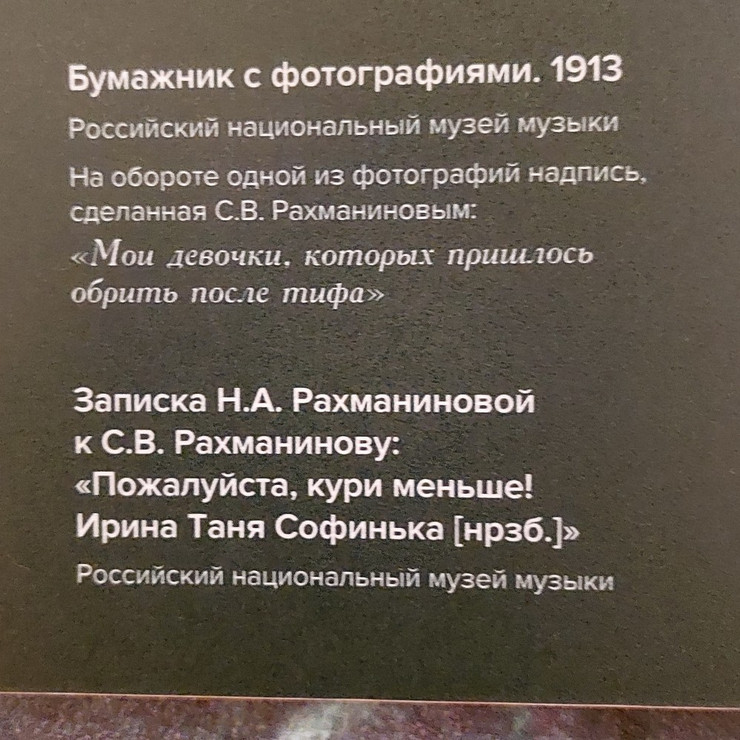 Бумажник с фотографиями. 1913
Российский национальный музей музыки
На обороте одной из фотографий надпись,
сделанная С.В. Рахманиновым:
«Мои девочки, которых пришлось
обрить после тифа»
Записка Н.А. Рахманиновой
к С.В. Рахманинову:
«Пожалуйста, кури меньше!
Ирина Таня Софинька [нрзб.]»
Российский национальный музей музыки